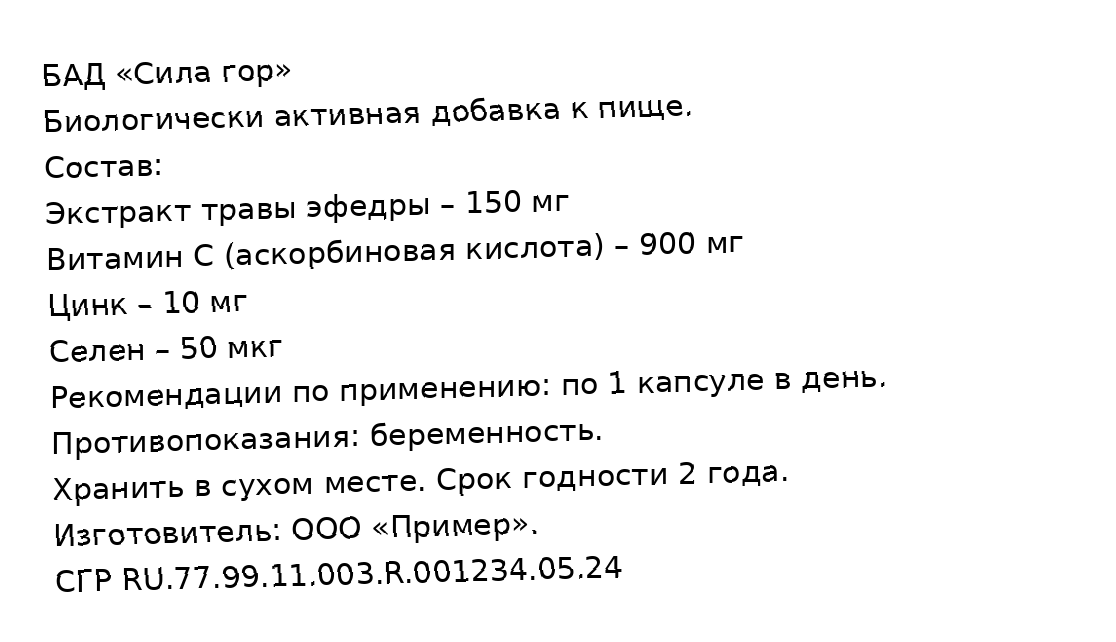 БАД «Сила гор»
Биологически активная добавка к пище.
Состав:
Экстракт травы эфедры – 150 мг
Витамин С (аскорбиновая кислота) – 900 мг
Цинк – 10 мг
Селен – 50 мкг
Рекомендации по применению: по 1 капсуле в день.
Противопоказания: беременность.
Хранить в сухом месте. Срок годности 2 года.
Изготовитель: ООО «Пример».
СГР RU.77.99.11.003.R.001234.05.24